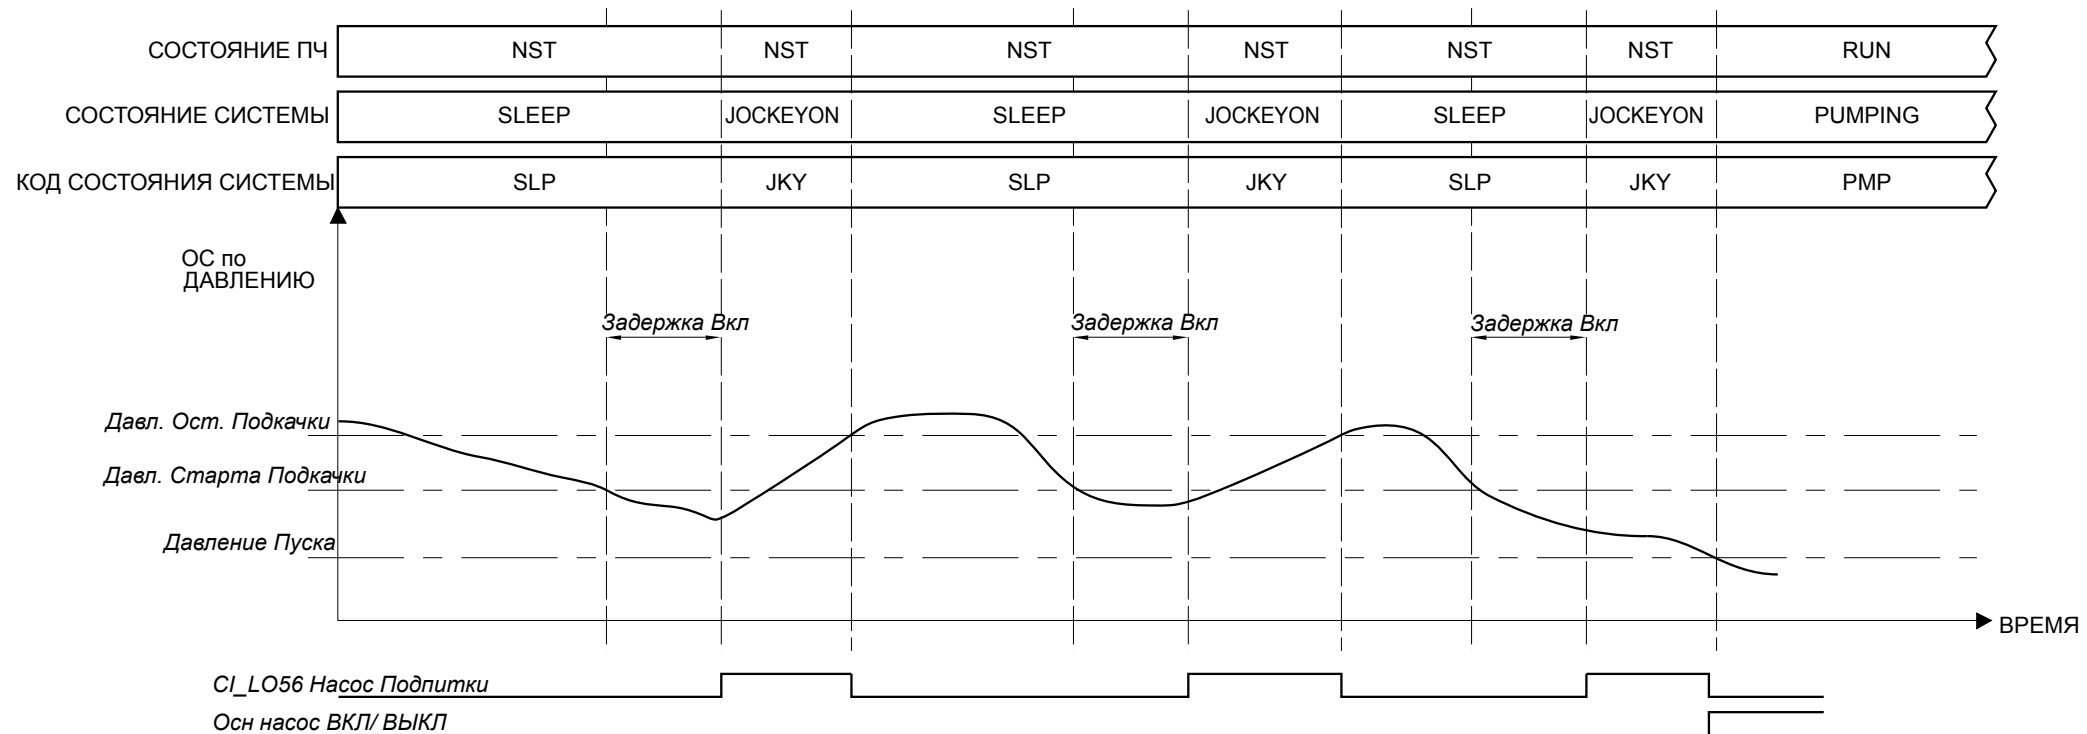 СОСТОЯНИЕ ПЧ NST NST NST NST NST NST RUN
СОСТОЯНИЕ СИСТЕМЫ SLEEP JOCKEYON SLEEP JOCKEYON SLEEP JOCKEYON PUMPING
КОД СОСТОЯНИЯ СИСТЕМЫ SLP JKY SLP JKY SLP JKY PMP
ОС по
ДАВЛЕНИЮ
Задержка Вкл Задержка Вкл Задержка Вкл
Давл. Ост. Подкачки
Давл. Старта Подкачки
Давление Пуска
ВРЕМЯ
CI_LO56 Насос Подпитки
Осн насос ВКЛ/ ВЫКЛ